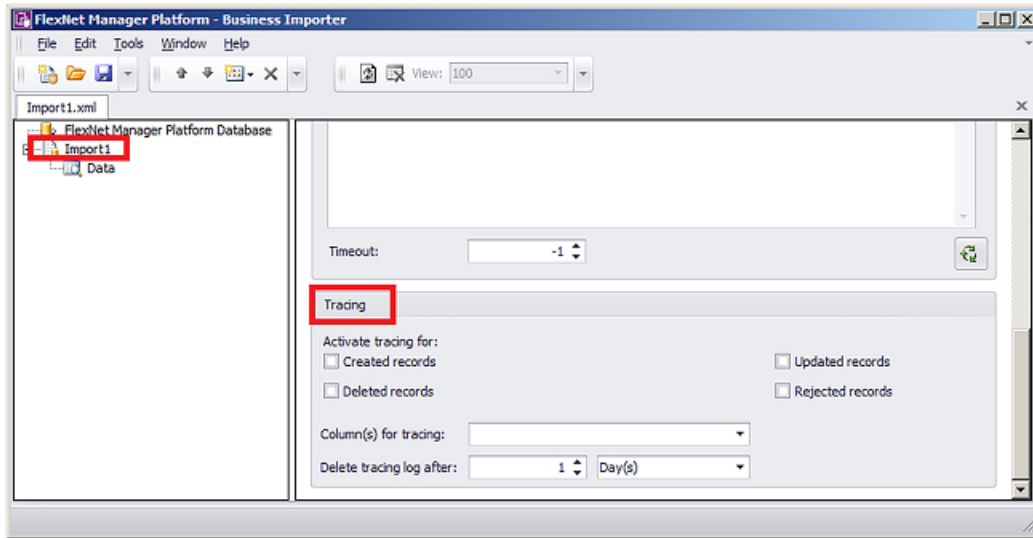 FlexNet Manager Platform - Business Importer
File Edit Tools Window Help
View: 100
Import1.xml
FlexNet Manager Platform Database
Import1
Data
Timeout: -1
Tracing
Activate tracing for:
Created records Updated records
Deleted records Rejected records
Column(s) for tracing:
Delete tracing log after: 1 Day(s)